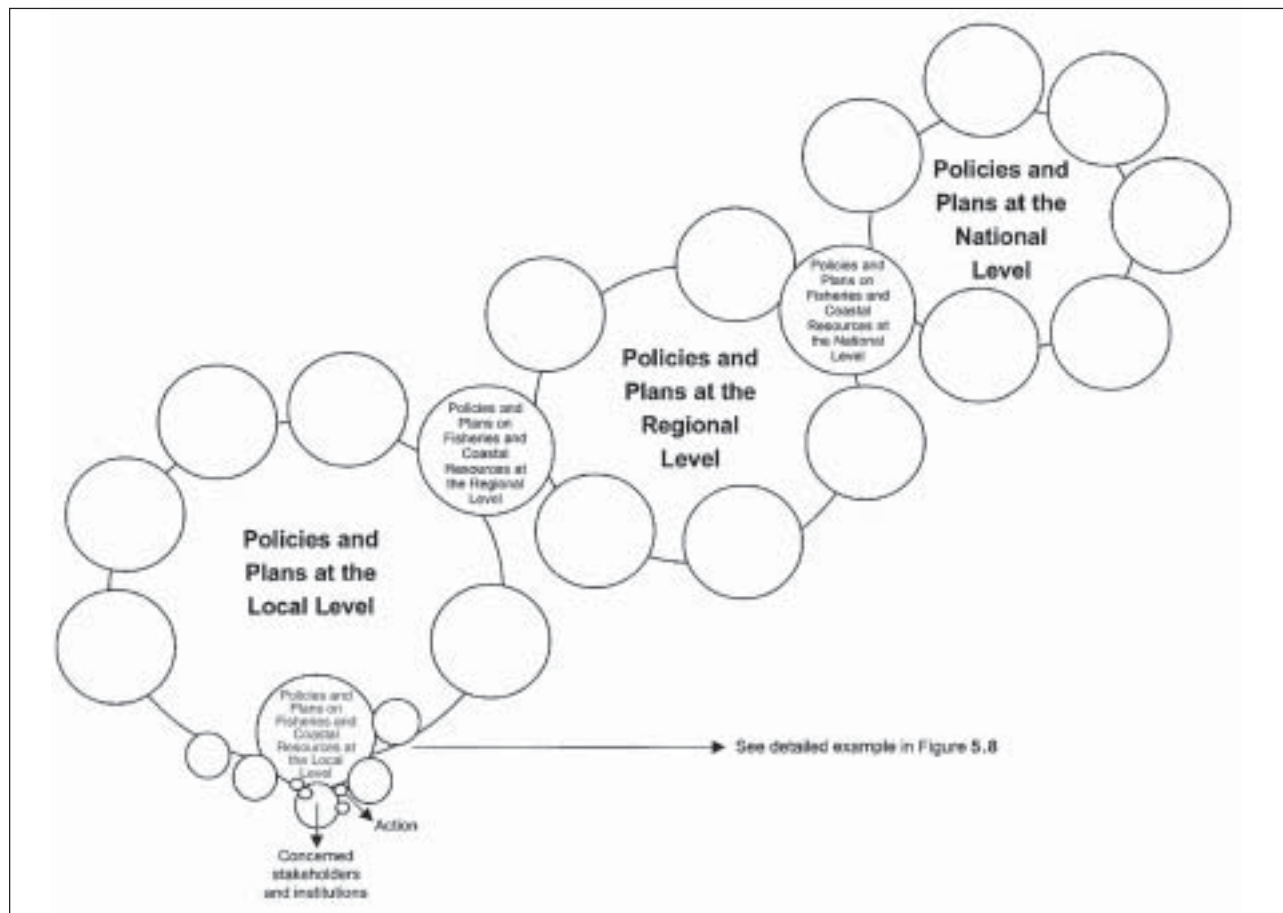 Policies and
Plans at the
National
Level
Policies and
Plans on
Fisheries and
Coastal
Resources at
the National
Level
Policies and
Plans at the
Regional
Level
Policies and
Plans on
Fisheries and
Coastal
Resources at
the Regional
Level
Policies and
Plans at the
Local Level
Policies and
Plans on
Fisheries and
Coastal
Resources at
the Local
Level
See detailed example in Figure 5.8
Action
Concerned
stakeholders
and institutions